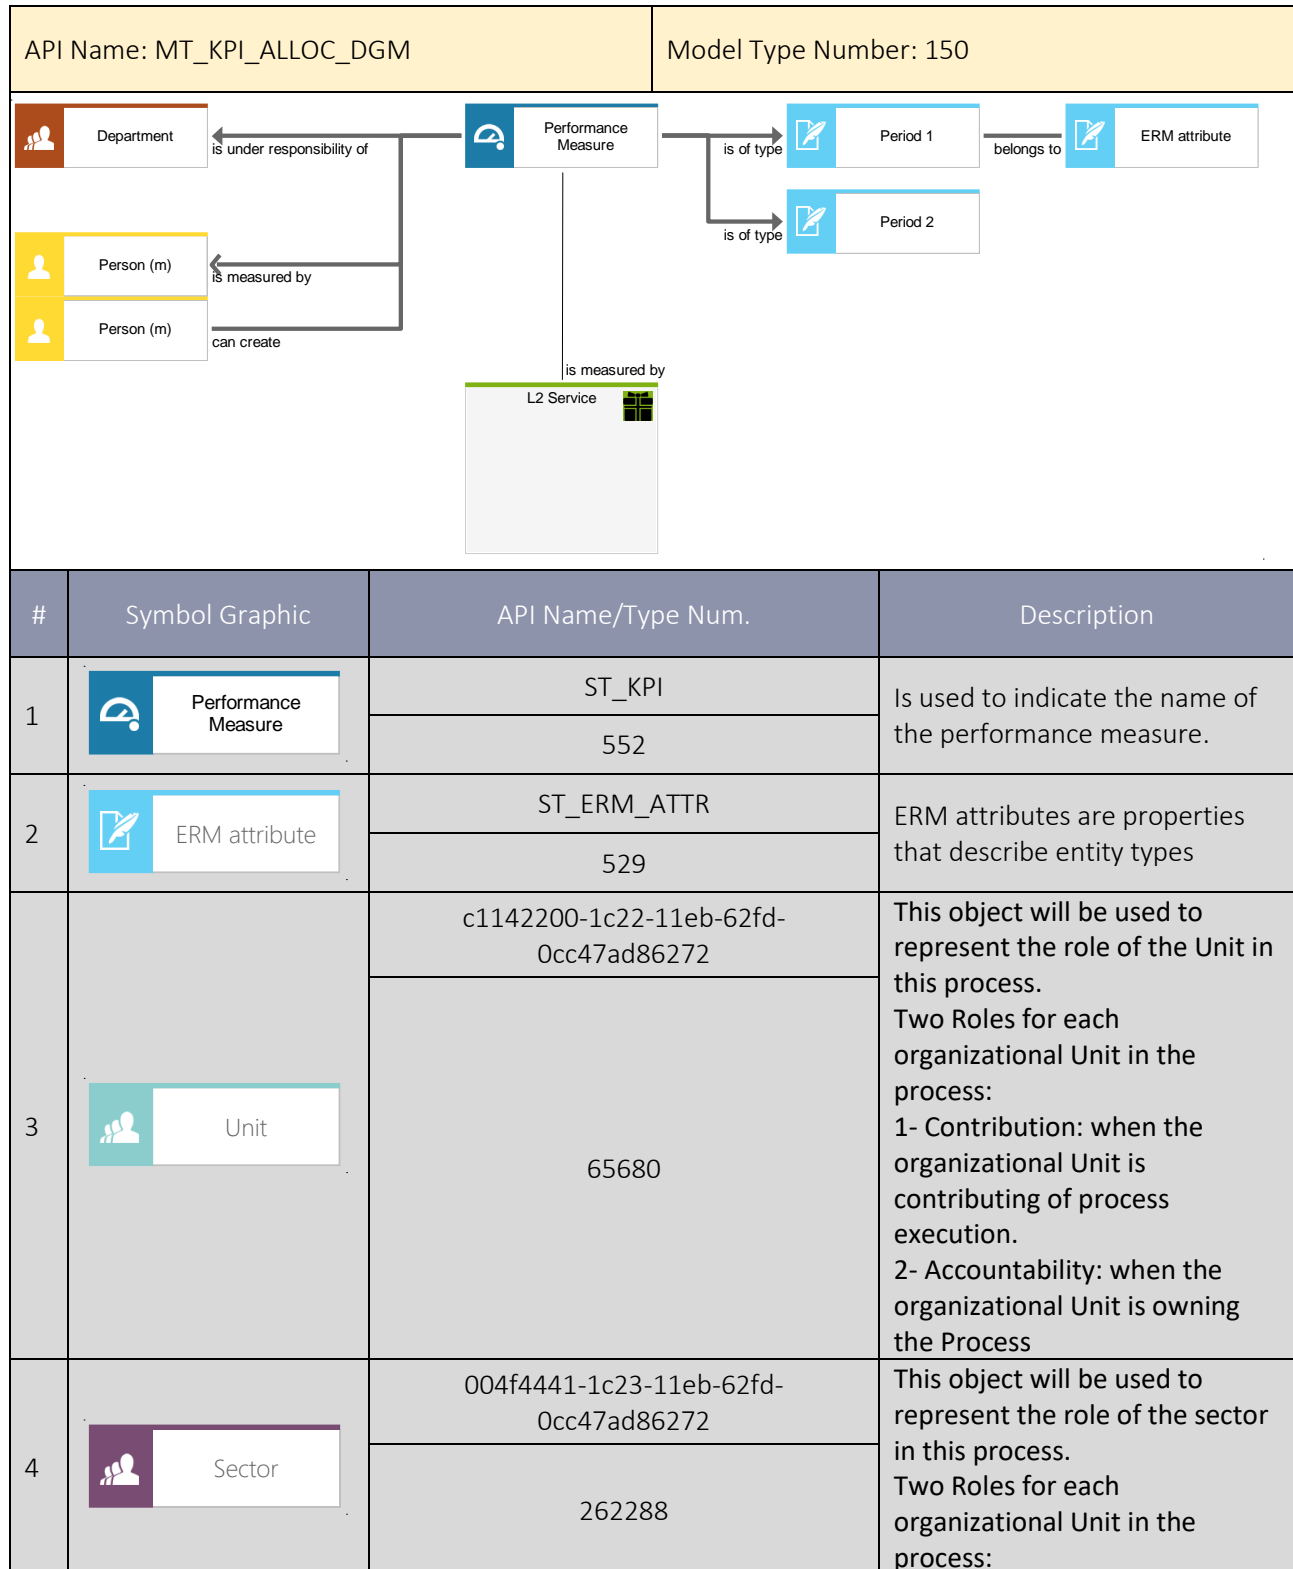 API Name: MT_KPI_ALLOC_DGM
Model Type Number: 150
Department
is under responsibility of
Performance
Measure
is of type
Period 1
belongs to
ERM attribute
is of type
Period 2
Person (m)
is measured by
Person (m)
can create
is measured by
L2 Service
#
Symbol Graphic
API Name/Type Num.
Description
1
Performance
Measure
ST_KPI
552
Is used to indicate the name of
the performance measure.
2
ERM attribute
ST_ERM_ATTR
529
ERM attributes are properties
that describe entity types
3
Unit
c1142200-1c22-11eb-62fd-
0cc47ad86272
65680
This object will be used to
represent the role of the Unit in
this process.
Two Roles for each
organizational Unit in the
process:
1- Contribution: when the
organizational Unit is
contributing of process
execution.
2- Accountability: when the
organizational Unit is owning
the Process
4
Sector
004f4441-1c23-11eb-62fd-
0cc47ad86272
262288
This object will be used to
represent the role of the sector
in this process.
Two Roles for each
organizational Unit in the
process: